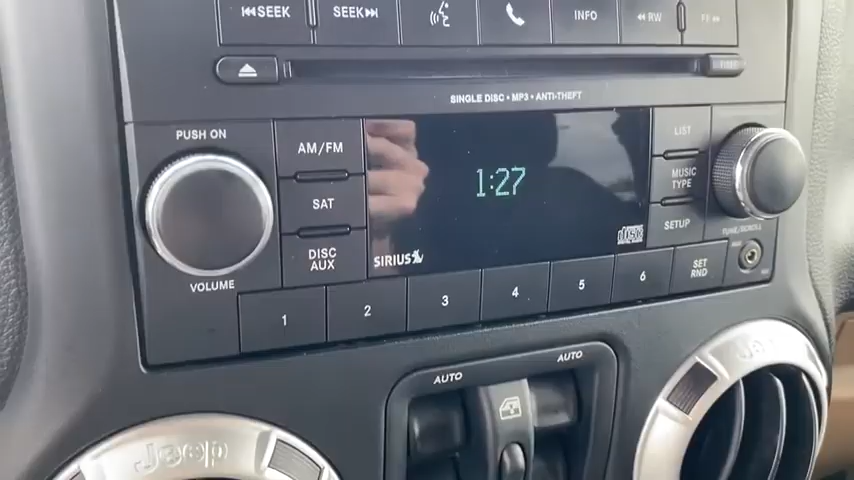 SEEK SEEK INFO RW FF
SINGLE DISC • MP3 • ANTI-THEFT
PUSH ON
VOLUME
AM/FM
SAT
DISC AUX
1:27
SIRIUS
LIST
MUSIC TYPE
SETUP
TUNE/SCROLL
1 2 3 4 5 6 SET RND
AUTO AUTO
Jeep Jeep